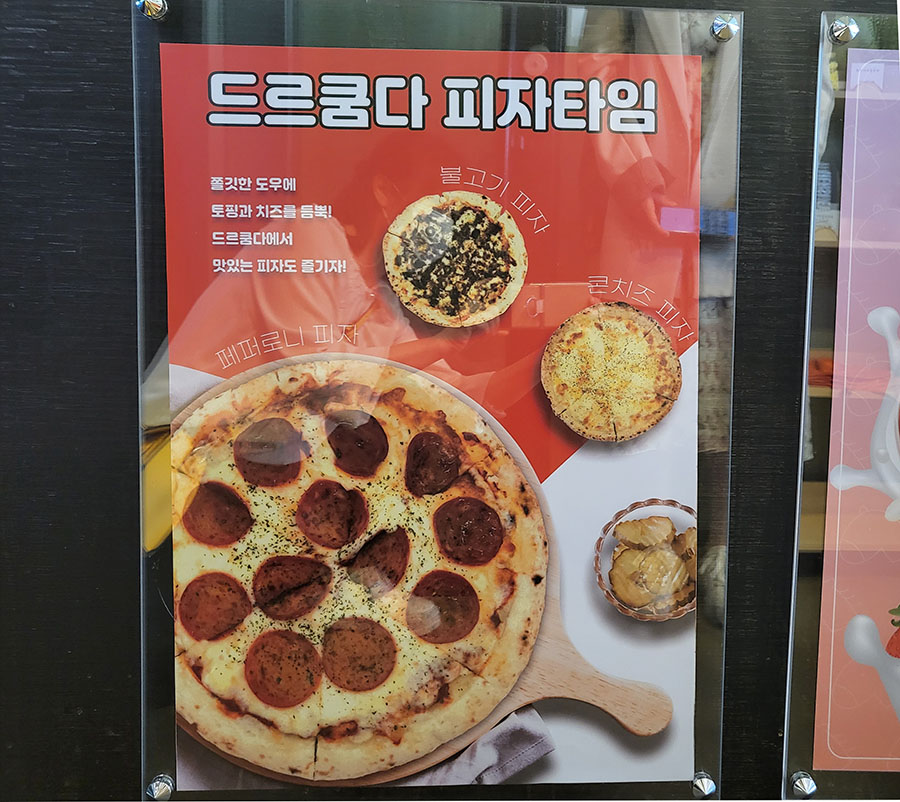 드르쿰다 피자타임
쫄깃한 도우에
토핑과 치즈를 듬뿍!
드르쿰다에서
맛있는 피자도 즐기자!
불고기 피자
콘치즈 피자
페퍼로니 피자